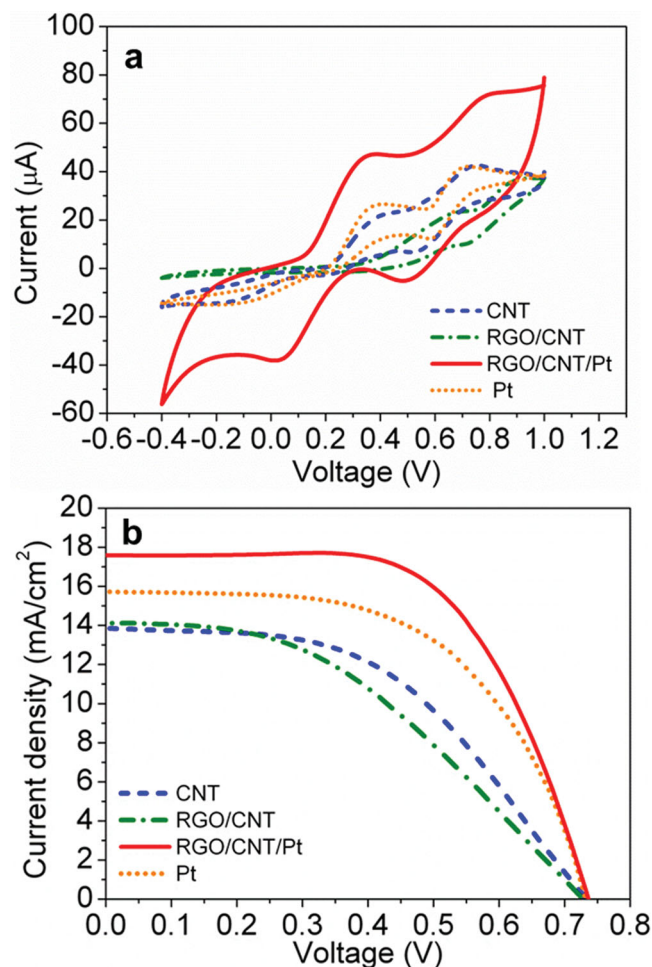 a
100
80
60
40
20
0
-20
-40
-60
Current (μA)
CNT
RGO/CNT
RGO/CNT/Pt
Pt
-0.6 -0.4 -0.2 0.0 0.2 0.4 0.6 0.8 1.0 1.2
Voltage (V)
b
20
18
16
14
12
10
8
6
4
2
0
Current density (mA/cm²)
CNT
RGO/CNT
RGO/CNT/Pt
Pt
0.0 0.1 0.2 0.3 0.4 0.5 0.6 0.7 0.8
Voltage (V)